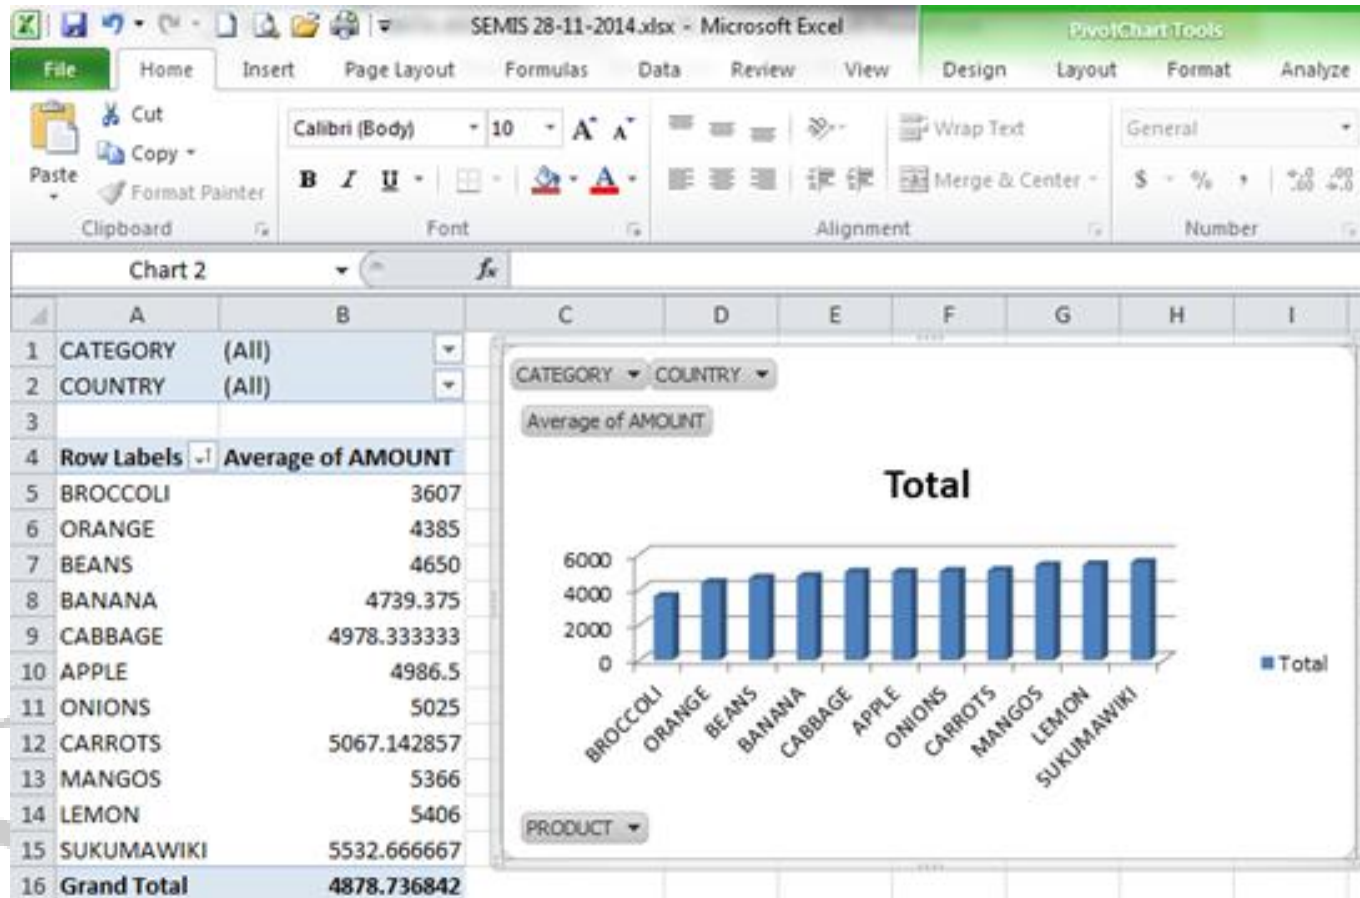 SEMIS 28-11-2014.xlsx - Microsoft Excel
PivotChart Tools
File Home Insert Page Layout Formulas Data Review View Design Layout Format Analyze
Cut
Copy
Format Painter
Paste
Calibri (Body) 10
B I U
Wrap Text
Merge & Center
General
$ % ,
Clipboard Font Alignment Number
Chart 2 fx
A B C D E F G H I
1 CATEGORY (All)
2 COUNTRY (All)
3
4 Row Labels Average of AMOUNT
5 BROCCOLI 3607
6 ORANGE 4385
7 BEANS 4650
8 BANANA 4739.375
9 CABBAGE 4978.333333
10 APPLE 4986.5
11 ONIONS 5025
12 CARROTS 5067.142857
13 MANGOS 5366
14 LEMON 5406
15 SUKUMAWIKI 5532.666667
16 Grand Total 4878.736842
CATEGORY COUNTRY
Average of AMOUNT
Total
6000
4000
2000
0
BROCCOLI ORANGE BEANS BANANA CABBAGE APPLE ONIONS CARROTS MANGOS LEMON SUKUMAWIKI
Total
PRODUCT